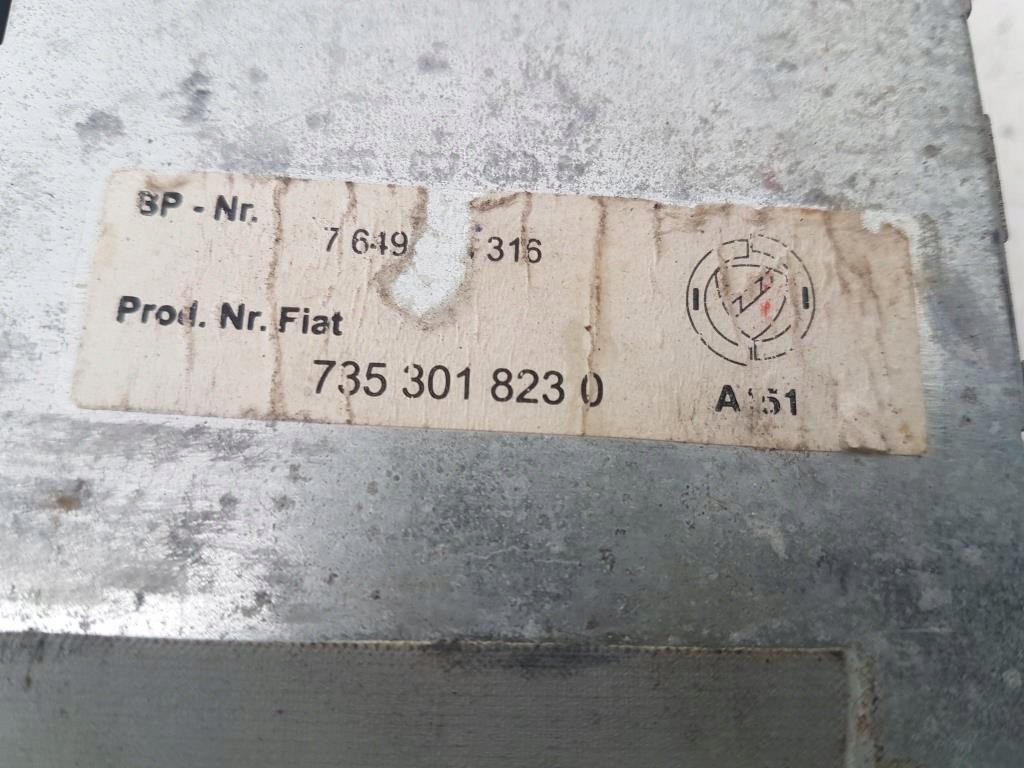 BP - Nr.
7 649 316
Prod. Nr. Fiat
735 301 823 0